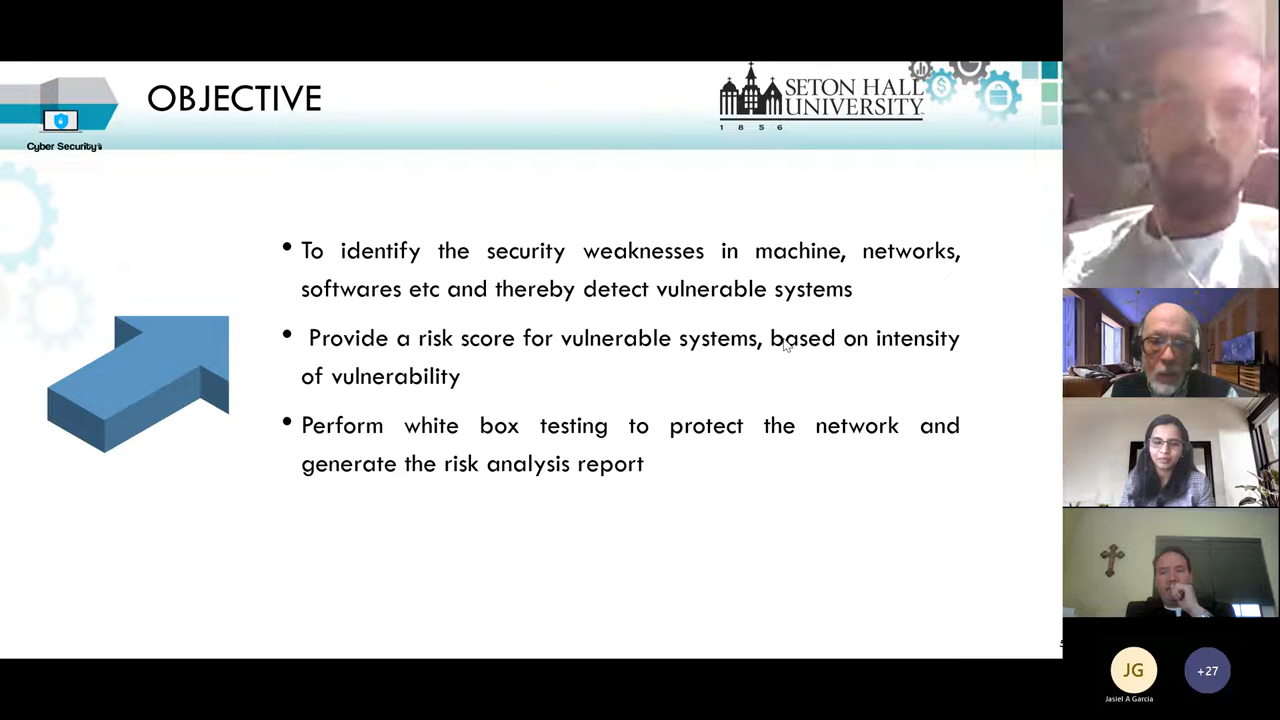 OBJECTIVE
SETON HALL
UNIVERSITY
1 8 5 6
Cyber Security
• To identify the security weaknesses in machine, networks,
softwares etc and thereby detect vulnerable systems
• Provide a risk score for vulnerable systems, based on intensity
of vulnerability
• Perform white box testing to protect the network and
generate the risk analysis report
JG
+27
Jasiel A Garcia